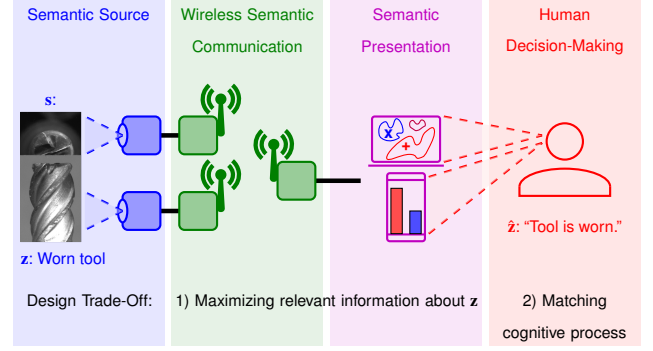 Semantic Source
Wireless Semantic
Communication
Semantic
Presentation
Human
Decision-Making
s:
x
+
z: Worn tool
ẑ: “Tool is worn.”
Design Trade-Off:
1) Maximizing relevant information about z
2) Matching
cognitive process